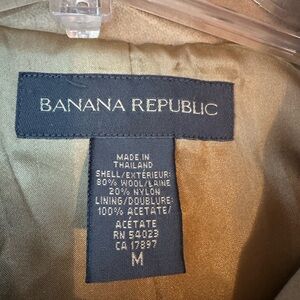 BANANA REPUBLIC
MADE IN
THAILAND
SHELL/EXTÉRIEUR:
80% WOOL/LAINE
20% NYLON
LINING/DOUBLURE:
100% ACETATE/
ACÉTATE
RN 54023
CA 17897
M